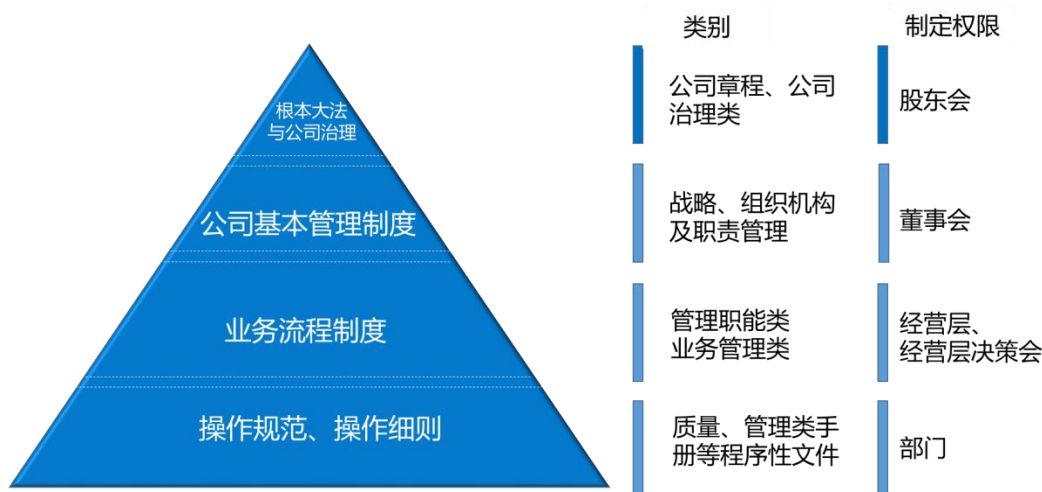 类别
制定权限
根本大法
与公司治理
公司章程、公司
治理类
股东会
公司基本管理制度
战略、组织机构
及职责管理
董事会
业务流程制度
管理职能类
业务管理类
经营层、
经营层决策会
操作规范、操作细则
质量、管理类手
册等程序性文件
部门